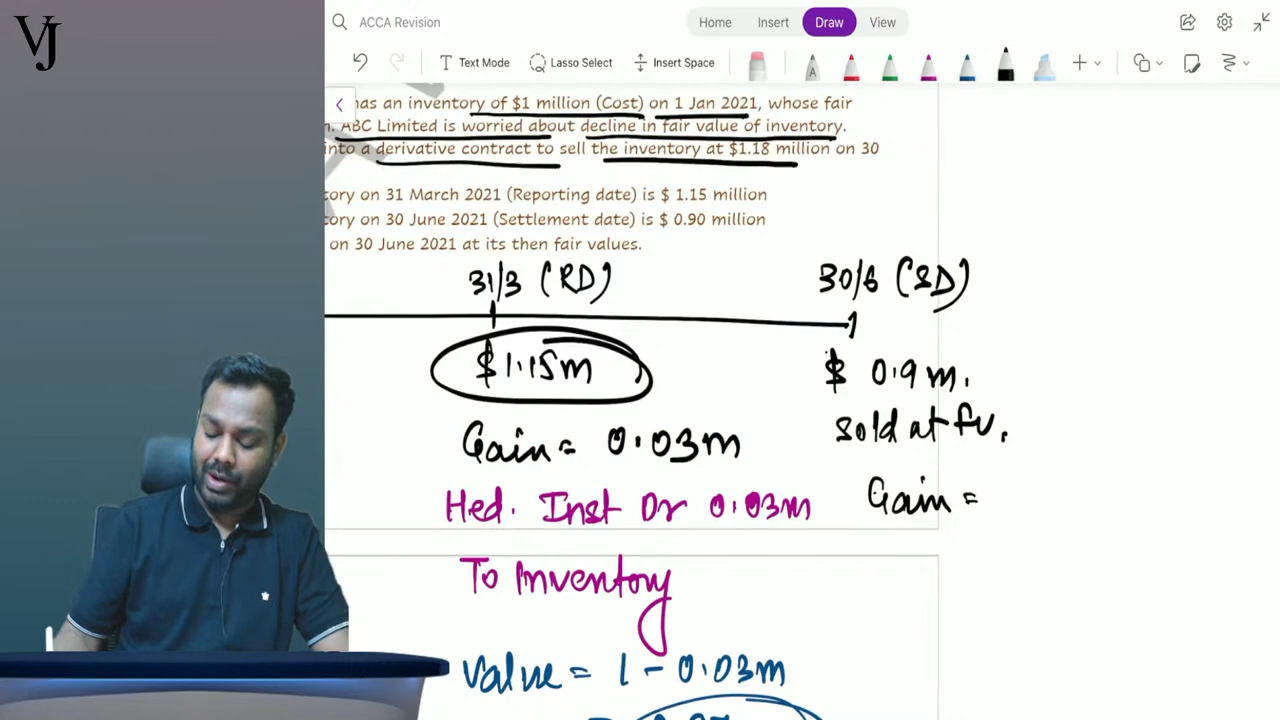 VJ
ACCA Revision
Home Insert Draw View
Text Mode Lasso Select Insert Space
has an inventory of $1 million (Cost) on 1 Jan 2021, whose fair
ABC Limited is worried about decline in fair value of inventory.
into a derivative contract to sell the inventory at $1.18 million on 30
tory on 31 March 2021 (Reporting date) is $ 1.15 million
tory on 30 June 2021 (Settlement date) is $ 0.90 million
on 30 June 2021 at its then fair values.
31/3 (RD) 30/6 (SD)
$1.15m $ 0.9m.
sold at fv.
Gain = 0.03m
Gain =
Hed. Inst Dr 0.03m
To Inventory
Value = 1 - 0.03m